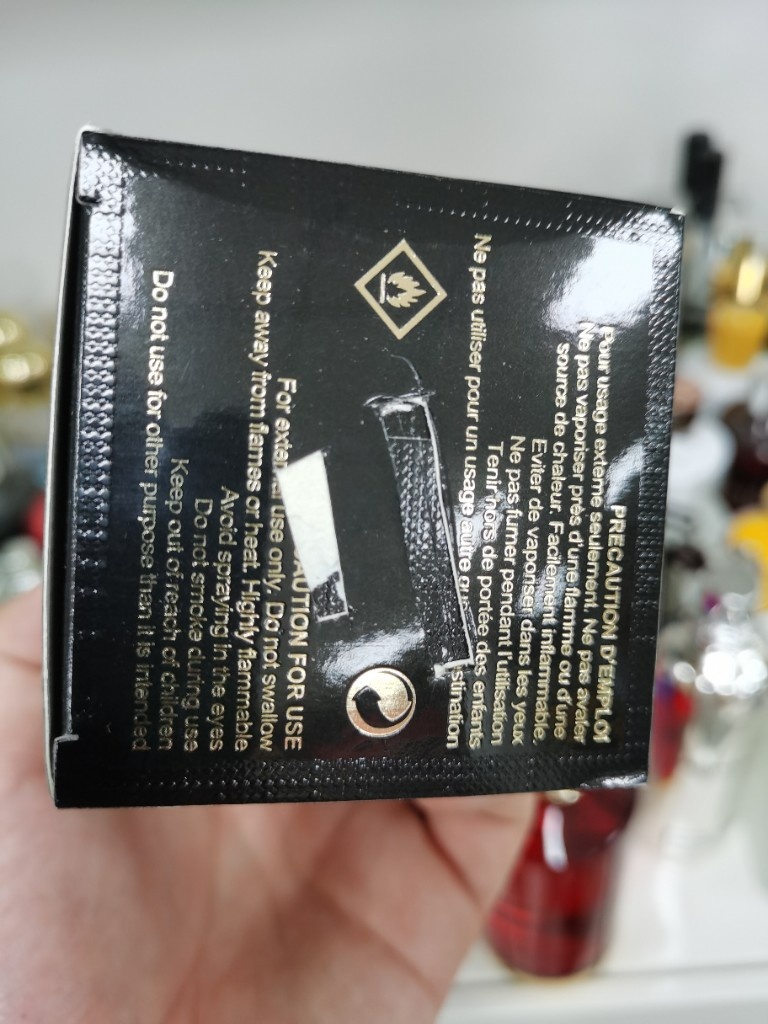 PRECAUTION D'EMPLOI
Pour usage externe seulement. Ne pas avaler
Ne pas vaporiser près d'une flamme ou d'une
source de chaleur. Facilement inflammable.
Eviter de vaporiser dans les yeux
Ne pas fumer pendant l'utilisation
Tenir hors de portée des enfants
Ne pas utiliser pour un usage autre
FOR USE
For use only. Do not swallow
Keep away from flames or heat. Highly flammable
Avoid spraying in the eyes
Do not smoke during use
Keep out of reach of children
Do not use for other purpose then it is intended